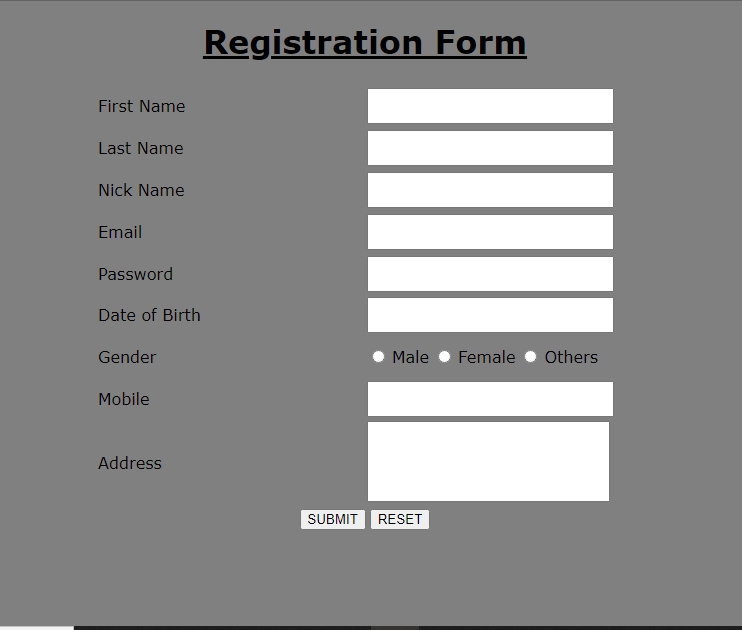 Registration Form
First Name
Last Name
Nick Name
Email
Password
Date of Birth
Gender Male Female Others
Mobile
Address
SUBMIT RESET